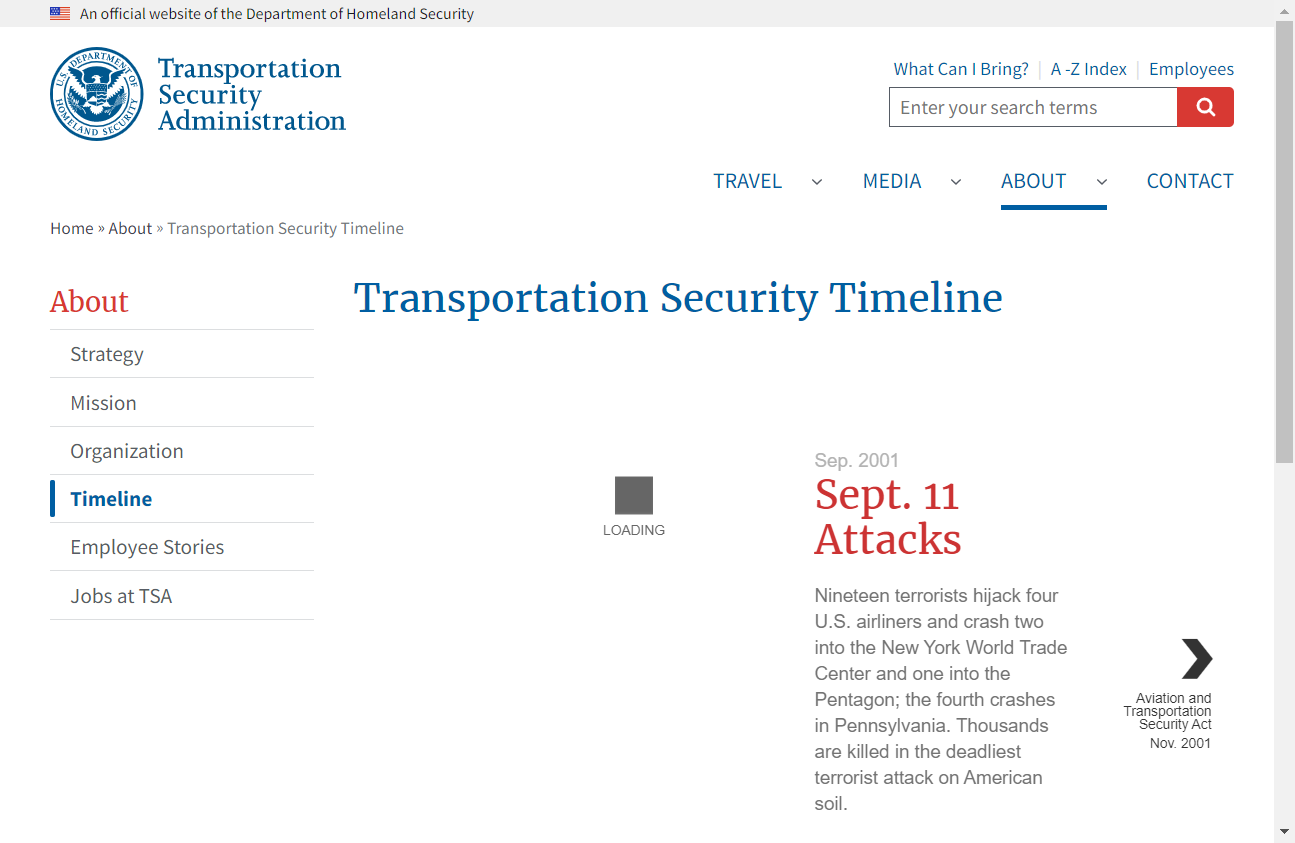 An official website of the Department of Homeland Security
U.S. DEPARTMENT OF
HOMELAND SECURITY
Transportation
Security
Administration
What Can I Bring?
A -Z Index
Employees
Enter your search terms
TRAVEL
MEDIA
ABOUT
CONTACT
Home » About » Transportation Security Timeline
About
Strategy
Mission
Organization
Timeline
Employee Stories
Jobs at TSA
Transportation Security Timeline
LOADING
Sep. 2001
Sept. 11
Attacks
Nineteen terrorists hijack four
U.S. airliners and crash two
into the New York World Trade
Center and one into the
Pentagon; the fourth crashes
in Pennsylvania. Thousands
are killed in the deadliest
terrorist attack on American
soil.
Aviation and
Transportation
Security Act
Nov. 2001